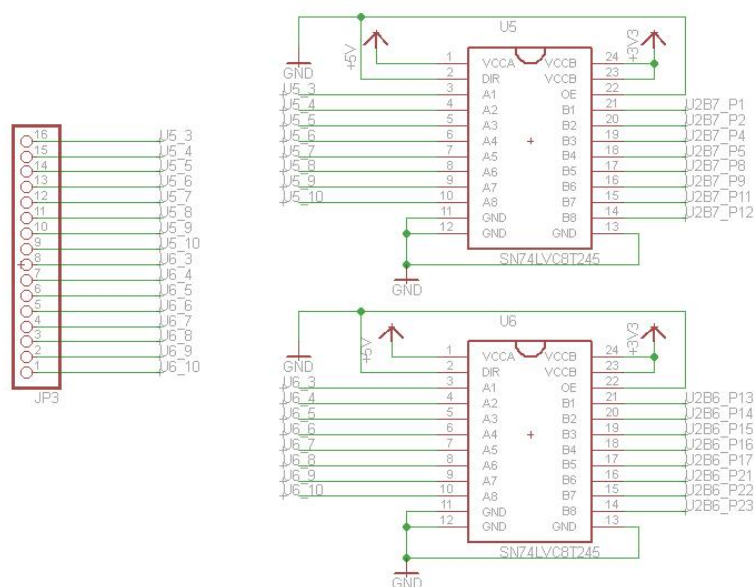 U5
+5V
+3V3
GND
1 VCCA VCCB 24
2 DIR VCCB 23
U5_3 3 A1 OE 22
U5_4 4 A2 B1 21 U2B7_P1
U5_5 5 A3 B2 20 U2B7_P2
U5_6 6 A4 B3 19 U2B7_P4
U5_7 7 A5 B4 18 U2B7_P5
U5_8 8 A6 B5 17 U2B7_P8
U5_9 9 A7 B6 16 U2B7_P9
U5_10 10 A8 B7 15 U2B7_P11
11 GND B8 14 U2B7_P12
12 GND GND 13
SN74LVC8T245
GND
16 U5_3
15 U5_4
14 U5_5
13 U5_6
12 U5_7
11 U5_8
10 U5_9
9 U5_10
8 U6_3
7 U6_4
6 U6_5
5 U6_6
4 U6_7
3 U6_8
2 U6_9
1 U6_10
JP3
U6
+5V
+3V3
GND
1 VCCA VCCB 24
2 DIR VCCB 23
U6_3 3 A1 OE 22
U6_4 4 A2 B1 21 U2B6_P13
U6_5 5 A3 B2 20 U2B6_P14
U6_6 6 A4 B3 19 U2B6_P15
U6_7 7 A5 B4 18 U2B6_P16
U6_8 8 A6 B5 17 U2B6_P17
U6_9 9 A7 B6 16 U2B6_P21
U6_10 10 A8 B7 15 U2B6_P22
11 GND B8 14 U2B6_P23
12 GND GND 13
SN74LVC8T245
GND